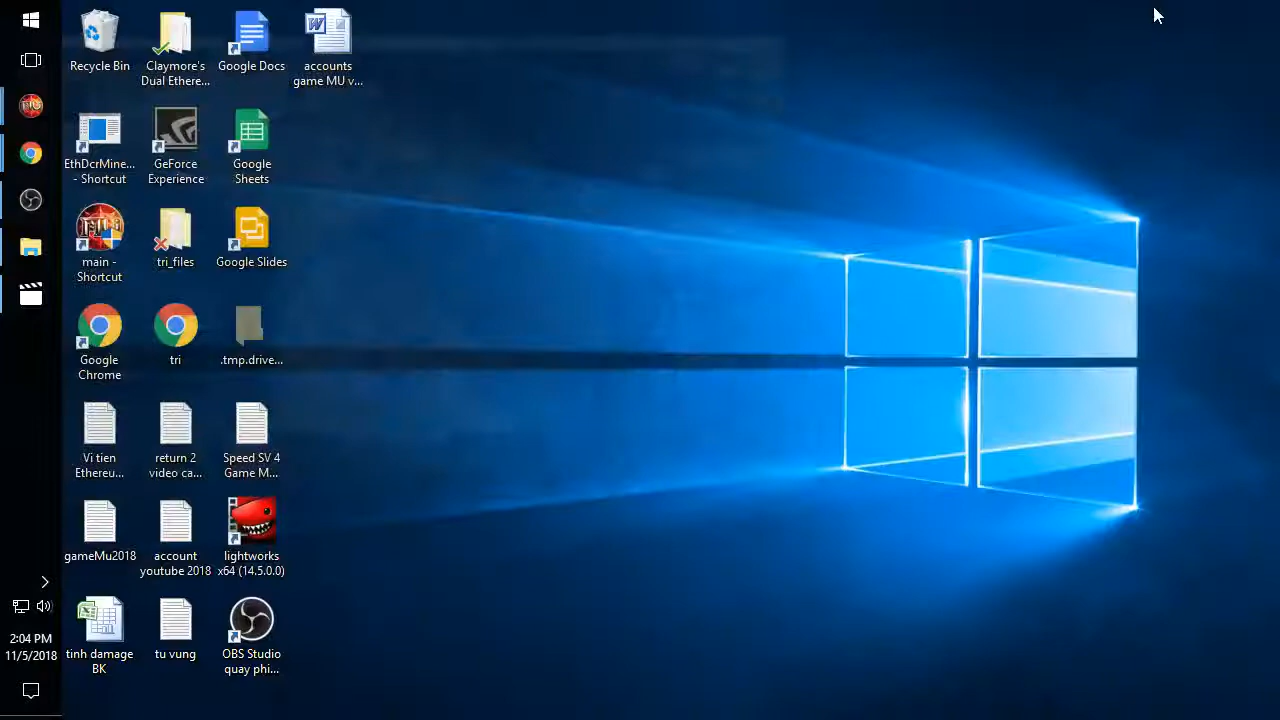 Recycle Bin
Claymore's
Dual Ethere...
Google Docs
accounts
game MU v...
EthDcrMine...
- Shortcut
GeForce
Experience
Google
Sheets
main -
Shortcut
tri_files
Google Slides
Google
Chrome
tri
.tmp.drive...
Vi tien
Ethereu...
return 2
video ca...
Speed SV 4
Game M...
gameMu2018
account
youtube 2018
lightworks
x64 (14.5.0.0)
tinh damage
BK
tu vung
OBS Studio
quay phi...
2:04 PM
11/5/2018